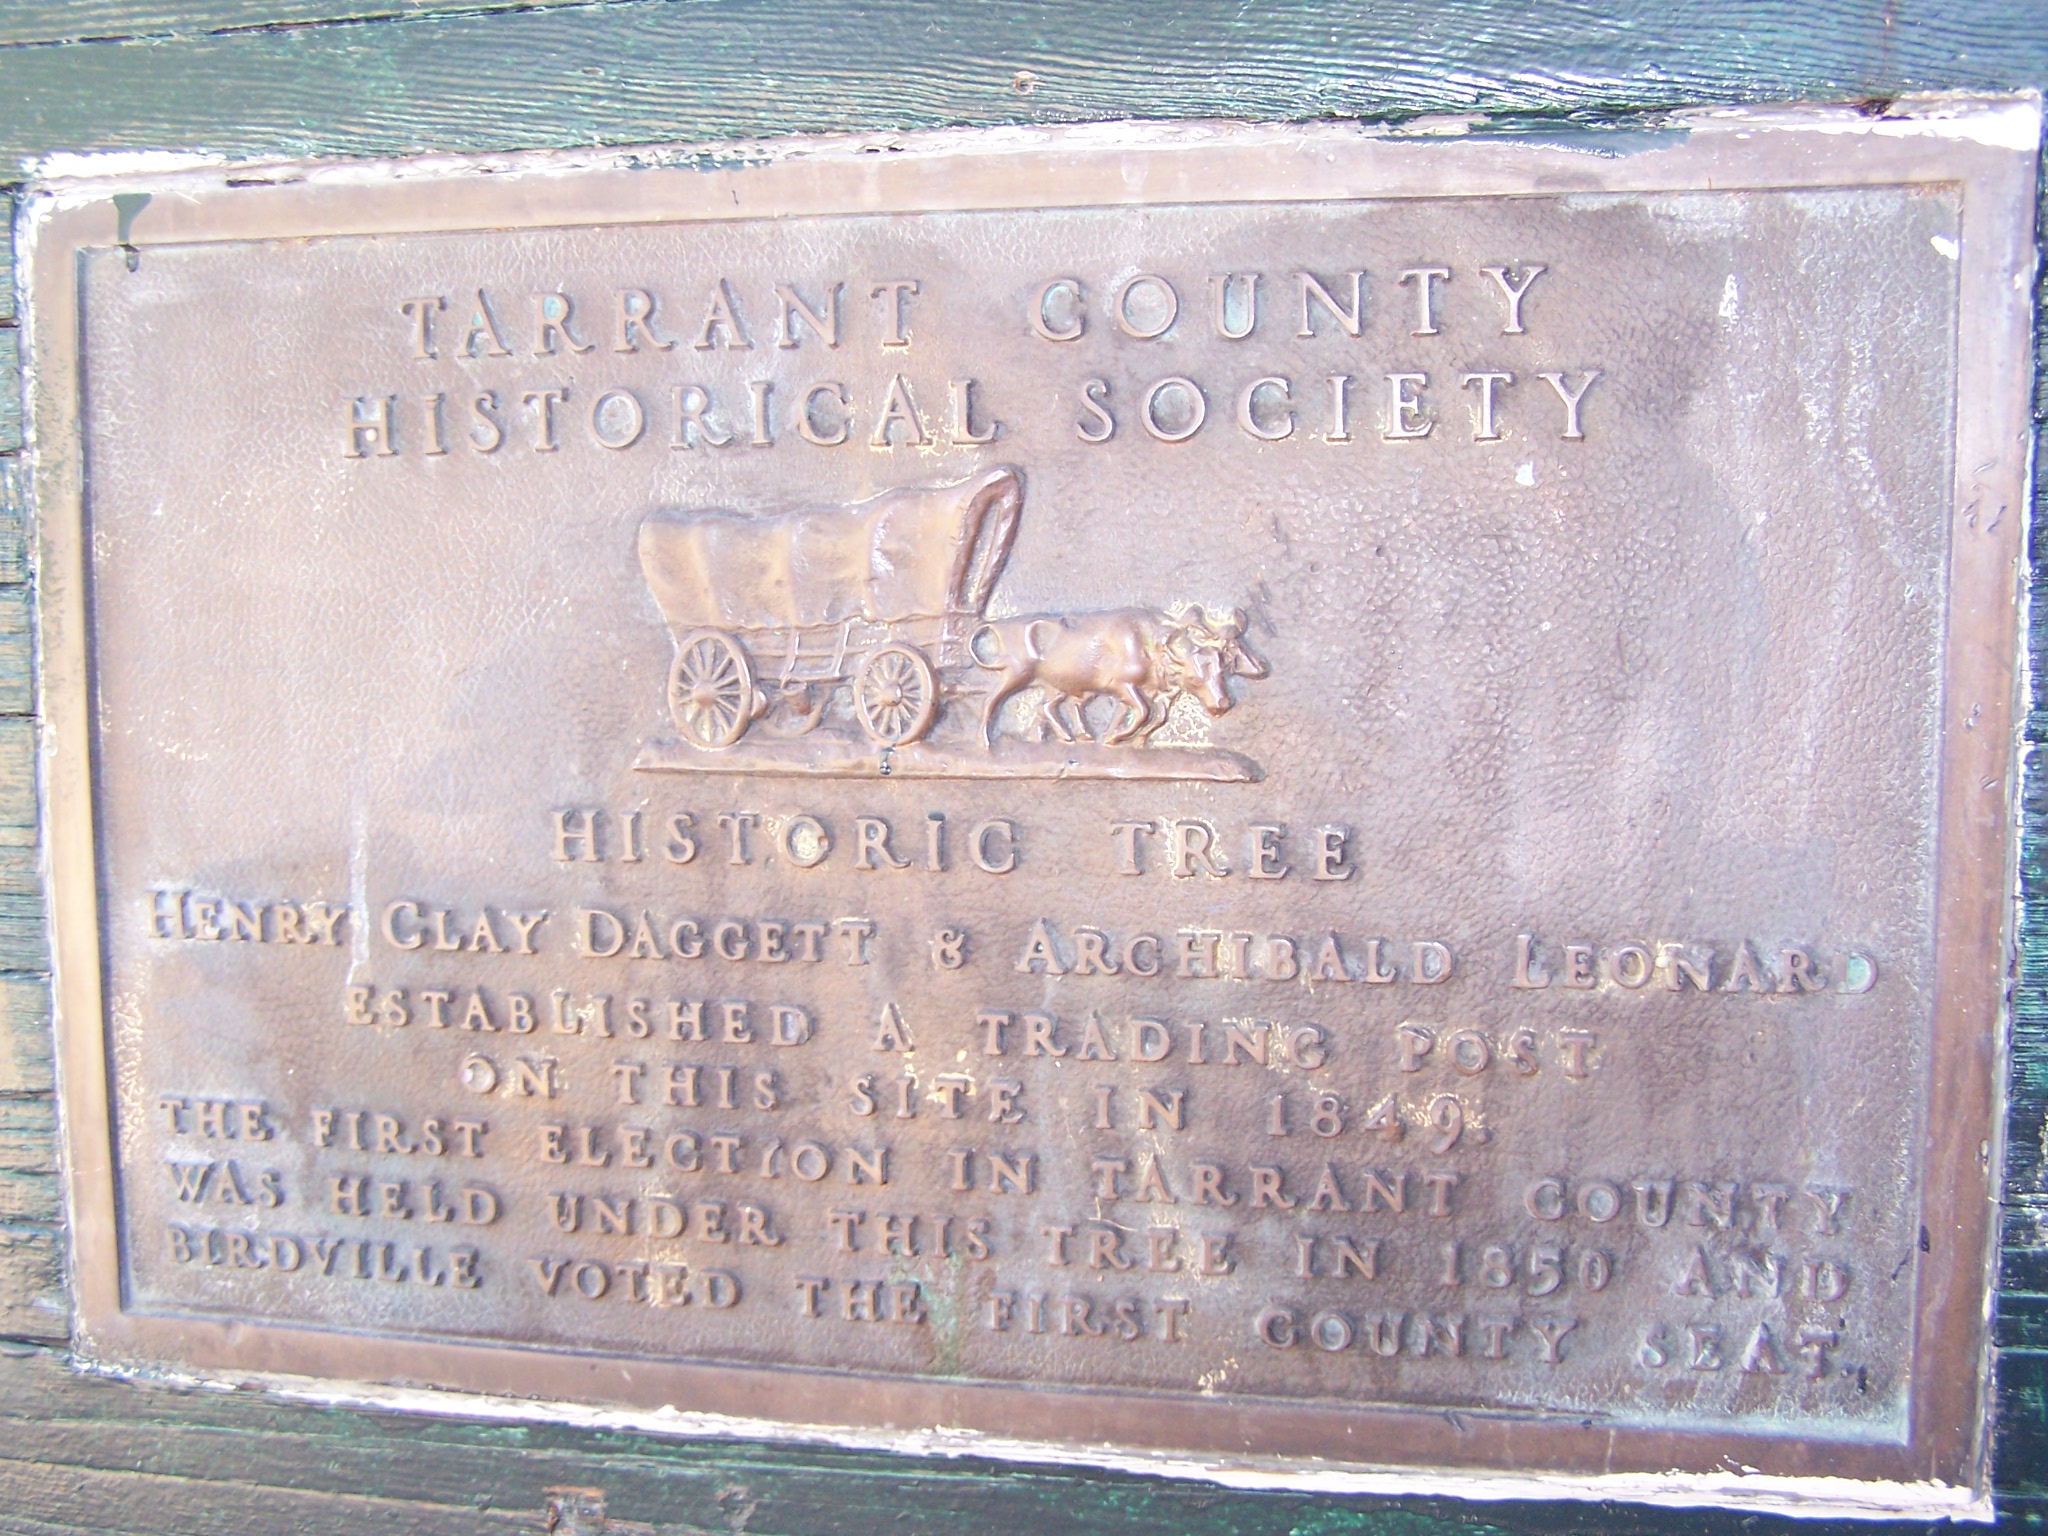 TARRANT COUNTY
HISTORICAL SOCIETY
HISTORIC TREE
HENRY CLAY DAGGETT & ARCHIBALD LEONARD
ESTABLISHED A TRADING POST
ON THIS SITE IN 1849.
THE FIRST ELECTION IN TARRANT COUNTY
WAS HELD UNDER THIS TREE IN 1850 AND
BIRDVILLE VOTED THE FIRST COUNTY SEAT.